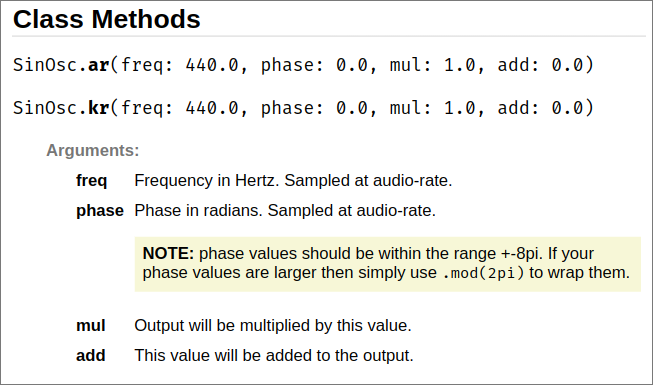 Class Methods
SinOsc.ar(freq: 440.0, phase: 0.0, mul: 1.0, add: 0.0)
SinOsc.kr(freq: 440.0, phase: 0.0, mul: 1.0, add: 0.0)
Arguments:
freq Frequency in Hertz. Sampled at audio-rate.
phase Phase in radians. Sampled at audio-rate.
NOTE: phase values should be within the range +-8pi. If your
phase values are larger then simply use .mod(2pi) to wrap them.
mul Output will be multiplied by this value.
add This value will be added to the output.